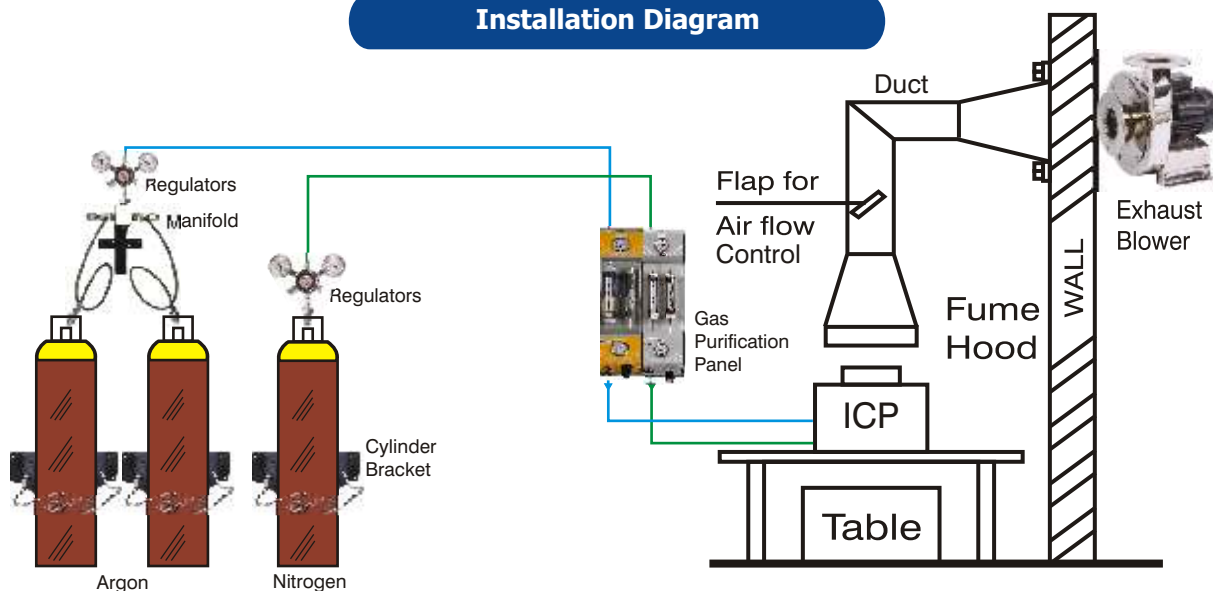 Installation Diagram
Duct
Regulators
Manifold
Flap for
Air flow
Control
Exhaust
Blower
WALL
Regulators
Gas
Purification
Panel
Fume
Hood
ICP
Cylinder
Bracket
Table
Argon
Nitrogen